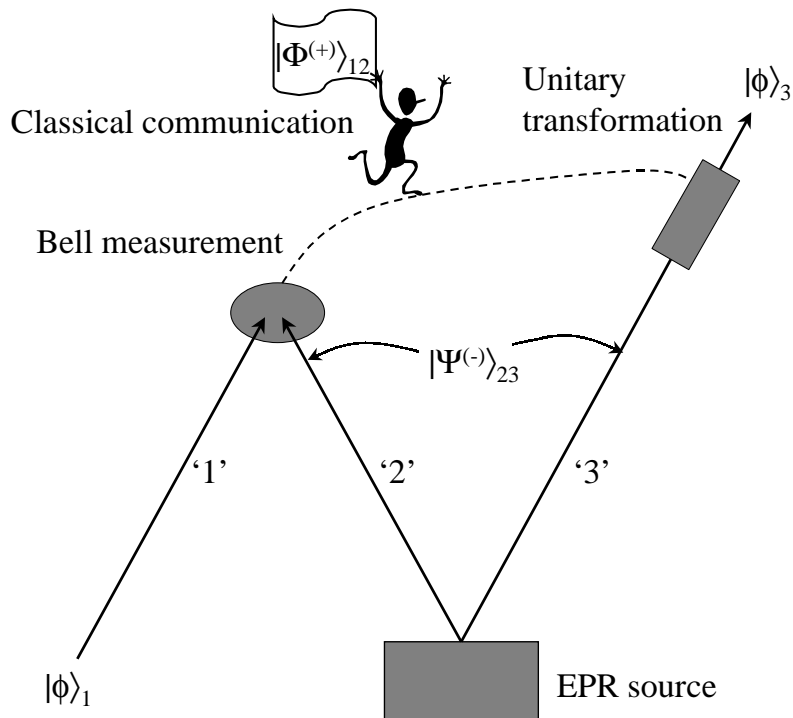 |Φ⁽⁺⁾⟩₁₂
Classical communication
Unitary
transformation
|ϕ⟩₃
Bell measurement
|Ψ⁽⁻⁾⟩₂₃
‘1’
‘2’
‘3’
|ϕ⟩₁
EPR source